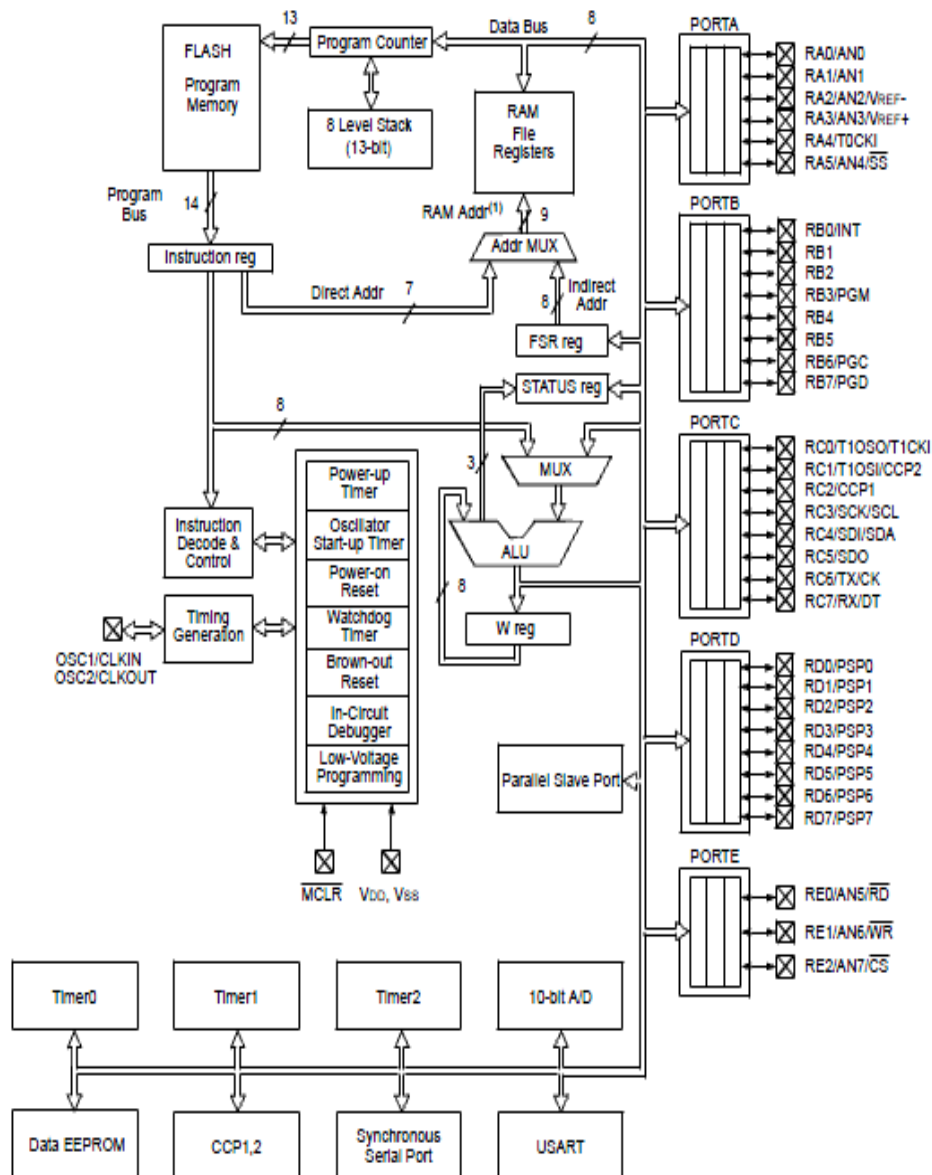 13
Data Bus
8
PORTA
FLASH
Program
Memory
Program Counter
8 Level Stack
(13-bit)
RAM
File
Registers
RA0/AN0
RA1/AN1
RA2/AN2/VREF-
RA3/AN3/VREF+
RA4/T0CKI
RA5/AN4/SS
Program
Bus
14
RAM Addr(1)
9
PORTB
Instruction reg
Addr MUX
Direct Addr
7
8
Indirect
Addr
FSR reg
RB0/INT
RB1
RB2
RB3/PGM
RB4
RB5
RB6/PGC
RB7/PGD
STATUS reg
8
3
MUX
PORTC
Power-up
Timer
Oscillator
Start-up Timer
Power-on
Reset
Watchdog
Timer
Brown-out
Reset
In-Circuit
Debugger
Low-Voltage
Programming
Instruction
Decode &
Control
ALU
8
W reg
RC0/T1OSO/T1CKI
RC1/T1OSI/CCP2
RC2/CCP1
RC3/SCK/SCL
RC4/SDI/SDA
RC5/SDO
RC6/TX/CK
RC7/RX/DT
Timing
Generation
OSC1/CLKIN
OSC2/CLKOUT
PORTD
Parallel Slave Port
RD0/PSP0
RD1/PSP1
RD2/PSP2
RD3/PSP3
RD4/PSP4
RD5/PSP5
RD6/PSP6
RD7/PSP7
MCLR
VDD, VSS
PORTE
RE0/AN5/RD
RE1/AN6/WR
RE2/AN7/CS
Timer0
Timer1
Timer2
10-bit A/D
Data EEPROM
CCP1,2
Synchronous
Serial Port
USART